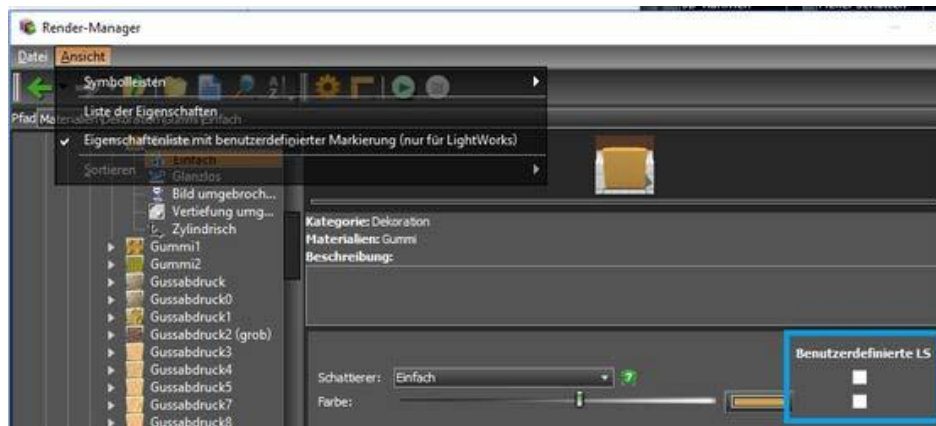 Render-Manager
Datei Ansicht
Symbolleisten
Liste der Eigenschaften
Eigenschaftenliste mit benutzerdefinierter Markierung (nur für LightWorks)
Sortieren
Pfad
Einfach
Glanzlos
Bild umgebroch...
Vertiefung umg...
Zylindrisch
Gummi1
Gummi2
Gussabdruck
Gussabdruck0
Gussabdruck1
Gussabdruck2 (grob)
Gussabdruck3
Gussabdruck4
Gussabdruck5
Gussabdruck7
Gussabdruck8
Kategorie: Dekoration
Materialien: Gummi
Beschreibung:
Benutzerdefinierte LS
Schattierer: Einfach
Farbe: